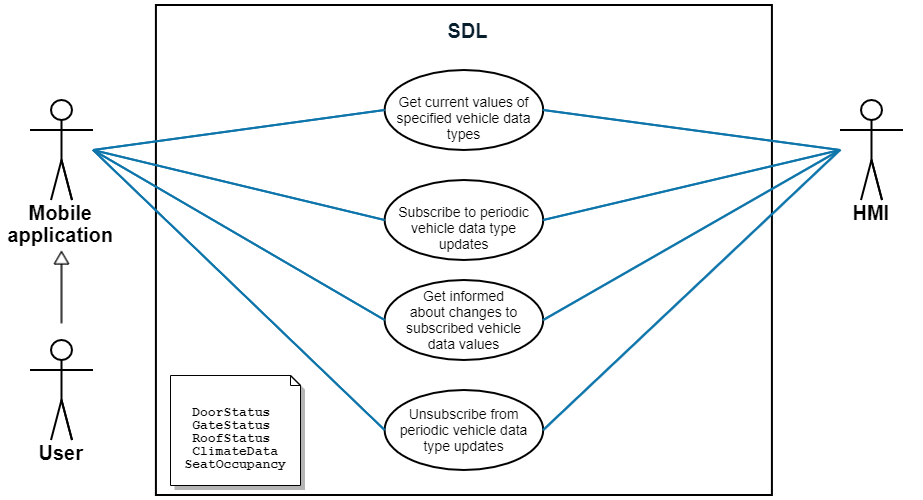 SDL
Get current values of
specified vehicle data
types
Mobile
application
HMI
Subscribe to periodic
vehicle data type
updates
Get informed
about changes to
subscribed vehicle
data values
User
DoorStatus
GateStatus
RoofStatus
ClimateData
SeatOccupancy
Unsubscribe from
periodic vehicle data
type updates